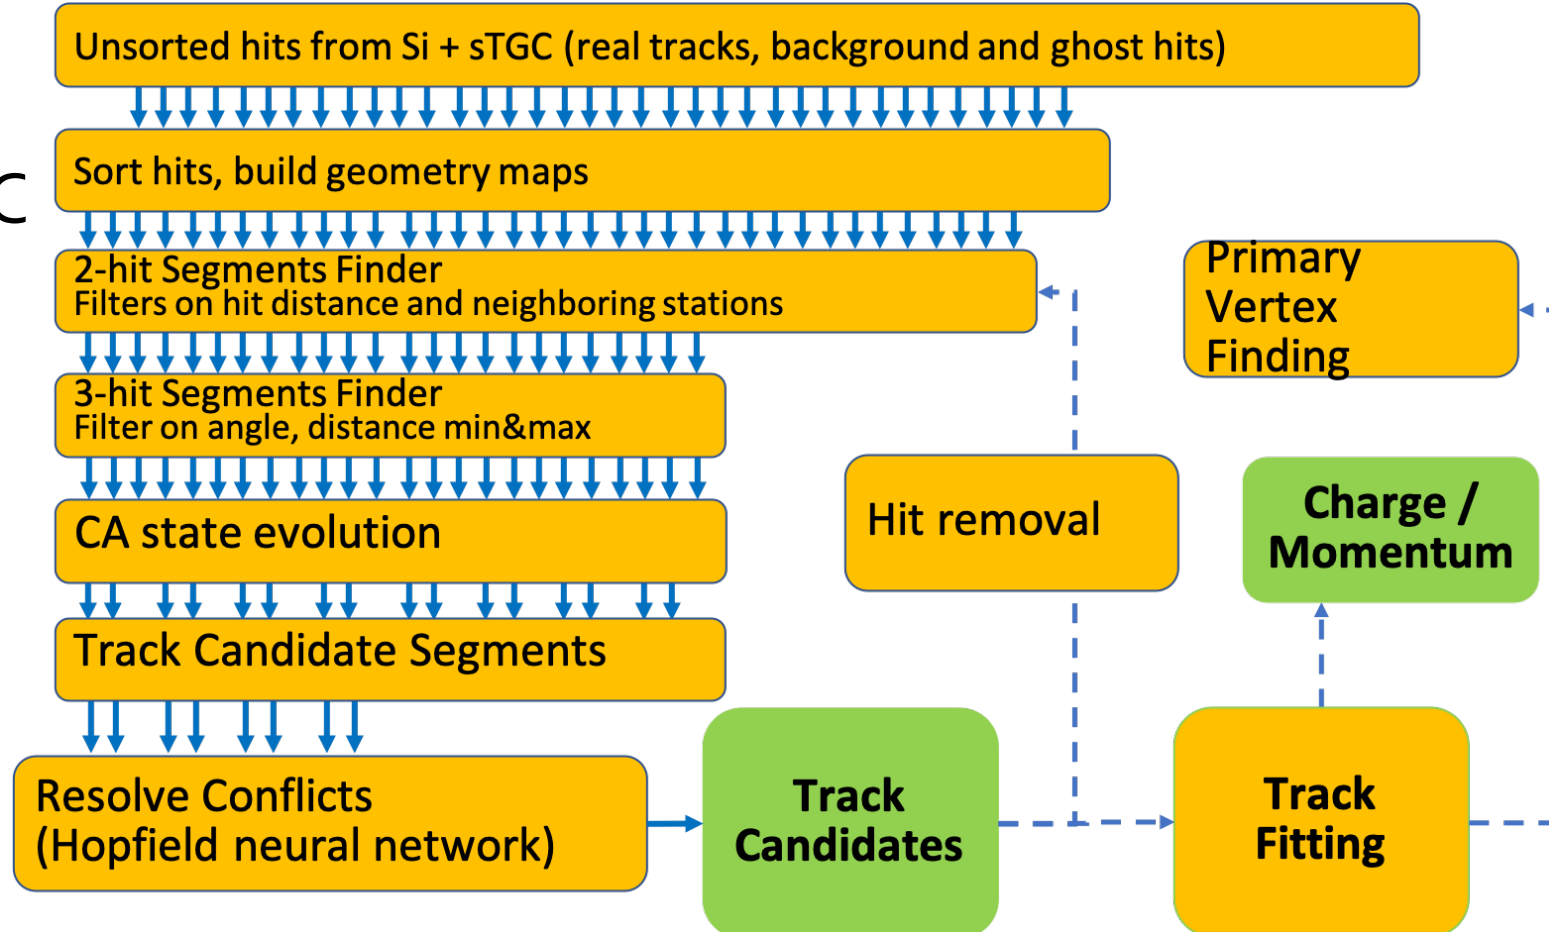 Unsorted hits from Si + sTGC (real tracks, background and ghost hits)
C
Sort hits, build geometry maps
2-hit Segments Finder
Filters on hit distance and neighboring stations
3-hit Segments Finder
Filter on angle, distance min&max
CA state evolution
Track Candidate Segments
Resolve Conflicts
(Hopfield neural network)
Track
Candidates
Hit removal
Track
Fitting
Charge /
Momentum
Primary
Vertex
Finding